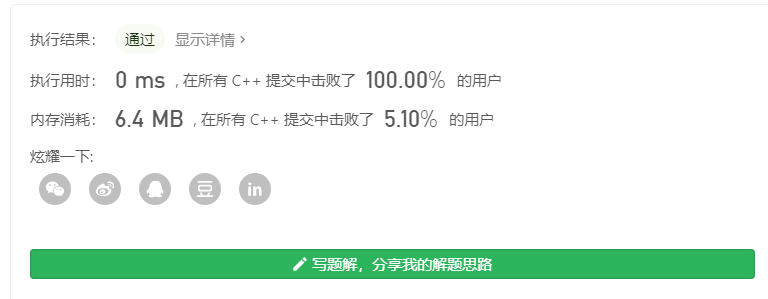 执行结果： 通过 显示详情 ›
执行用时： 0 ms , 在所有 C++ 提交中击败了 100.00% 的用户
内存消耗： 6.4 MB , 在所有 C++ 提交中击败了 5.10% 的用户
炫耀一下:
豆 in
写题解，分享我的解题思路